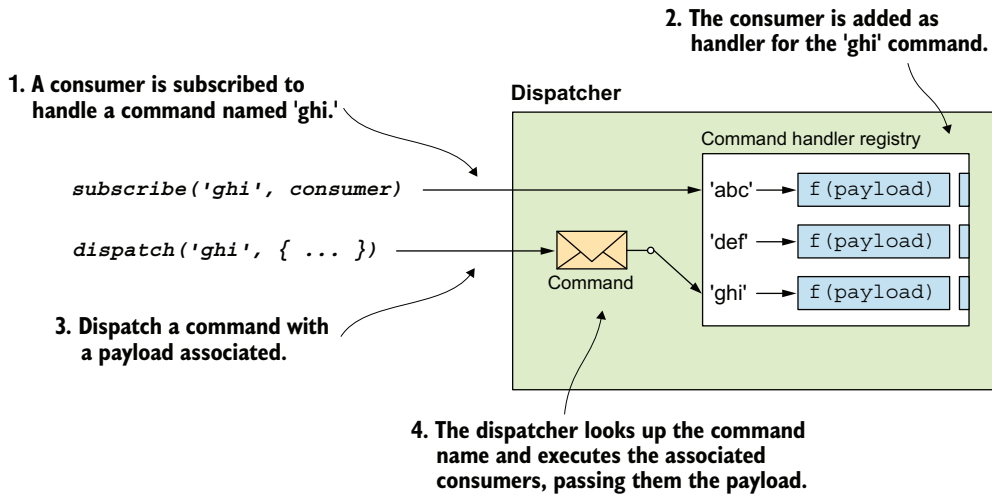 2. The consumer is added as
handler for the 'ghi' command.
1. A consumer is subscribed to
handle a command named 'ghi.'
Dispatcher
Command handler registry
subscribe('ghi', consumer)
'abc'
f(payload)
dispatch('ghi', { ... })
'def'
f(payload)
Command
'ghi'
f(payload)
3. Dispatch a command with
a payload associated.
4. The dispatcher looks up the command
name and executes the associated
consumers, passing them the payload.